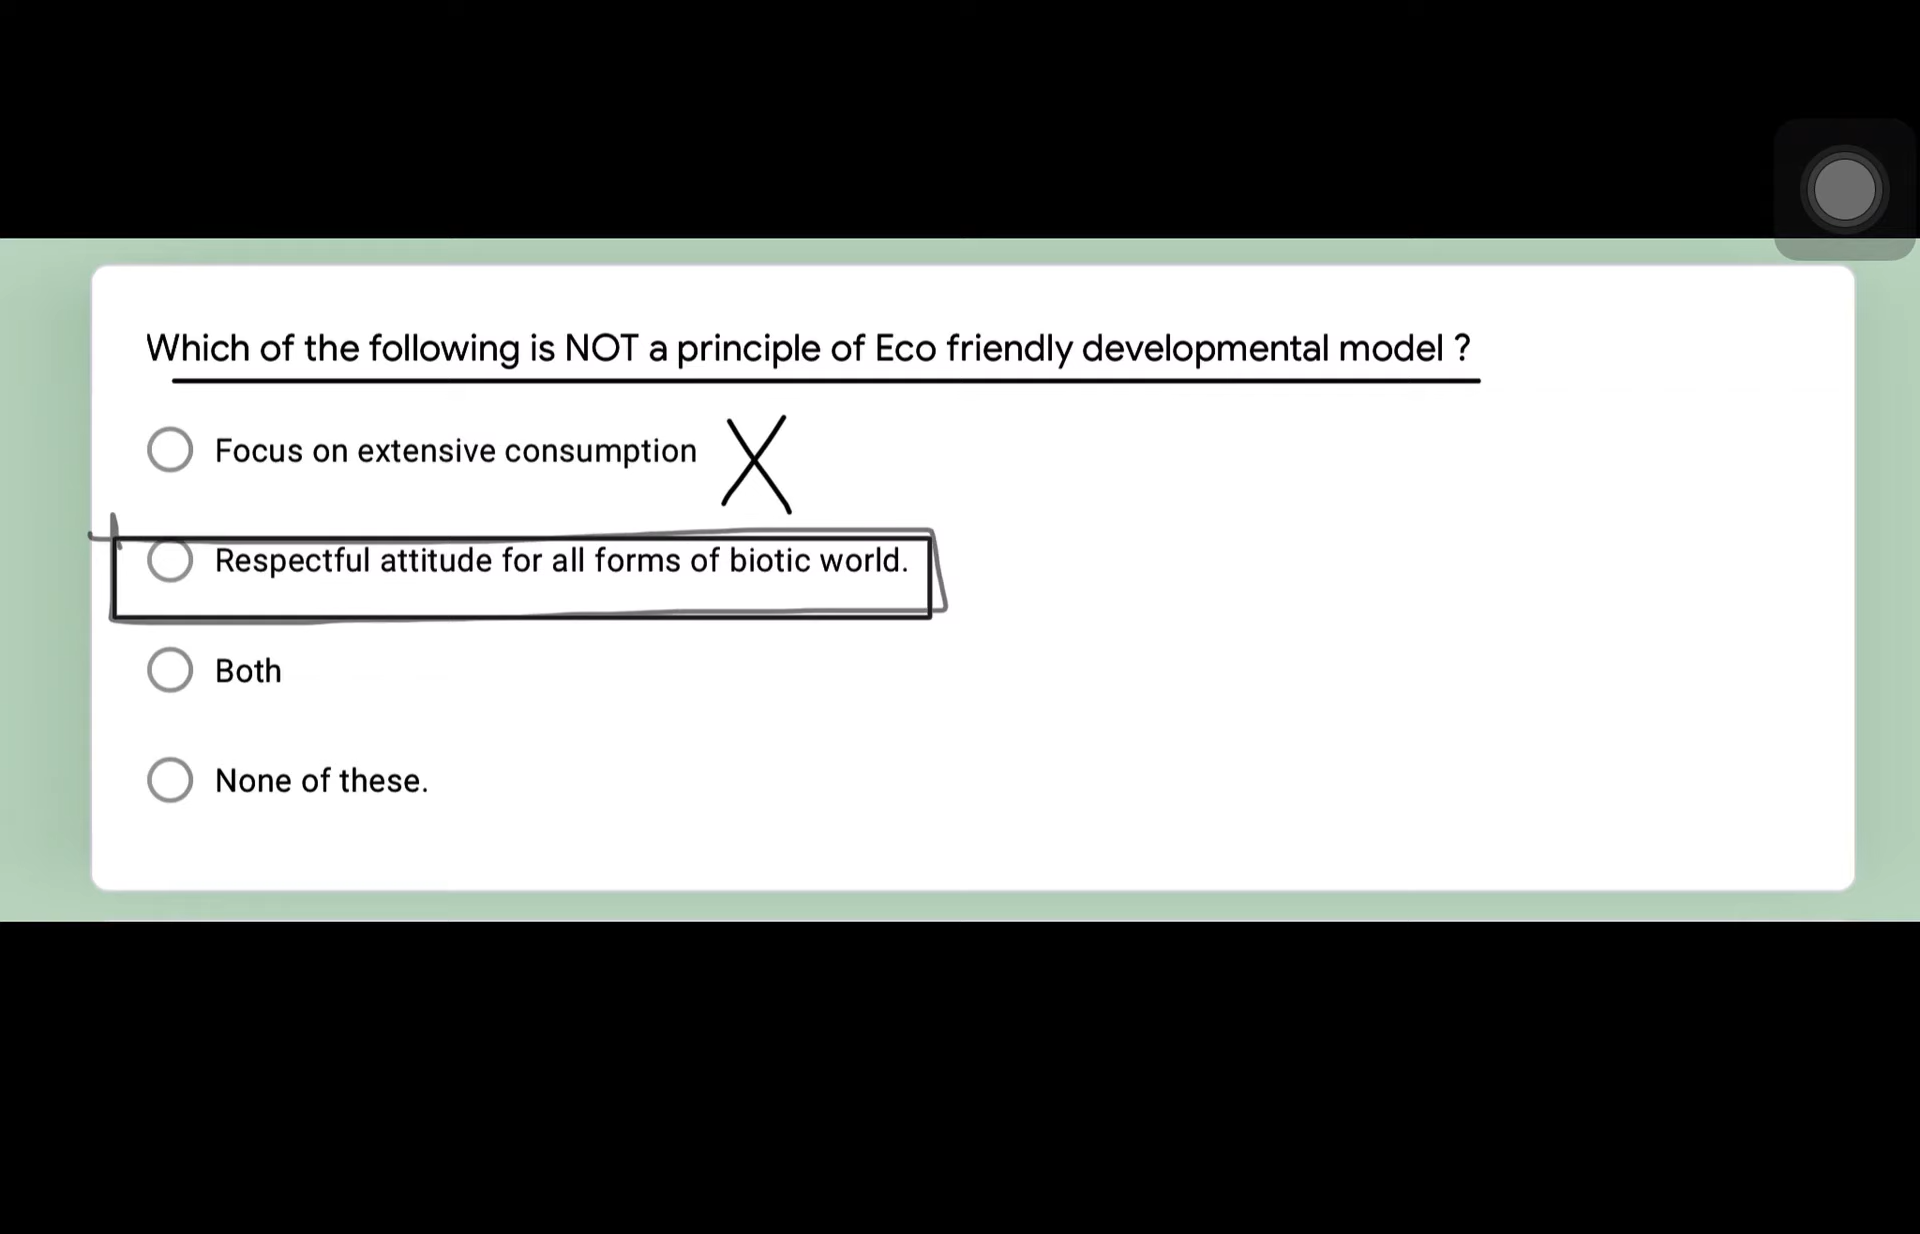 Which of the following is NOT a principle of Eco friendly developmental model ?
Focus on extensive consumption
Respectful attitude for all forms of biotic world.
Both
None of these.